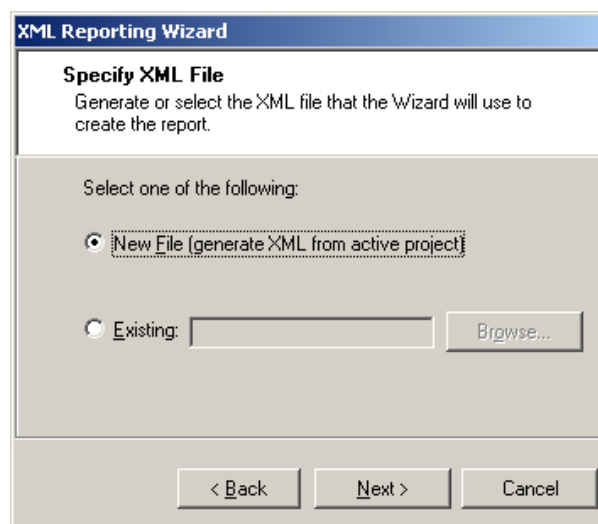 XML Reporting Wizard
Specify XML File
Generate or select the XML file that the Wizard will use to
create the report.
Select one of the following:
New File (generate XML from active project)
Existing:
Browse...
< Back
Next >
Cancel